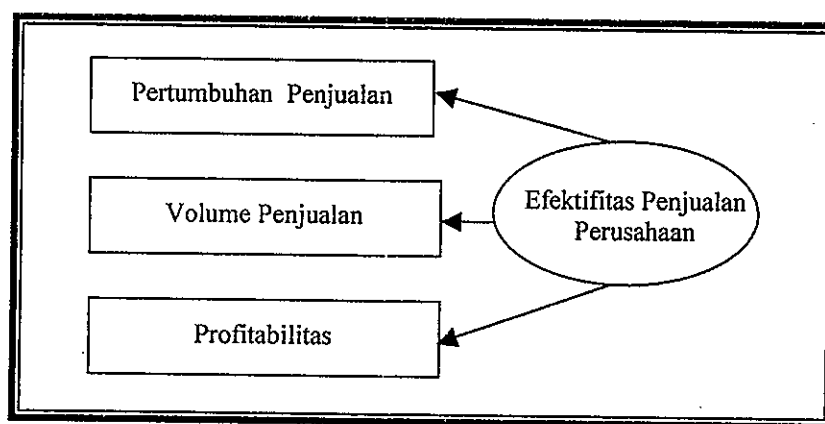 Pertumbuhan Penjualan
Volume Penjualan
Efektifitas Penjualan
Perusahaan
Profitabilitas